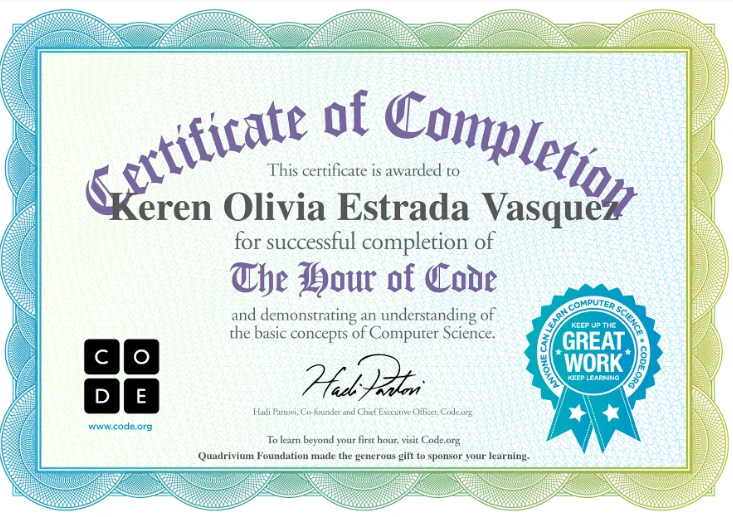 Certificate of Completion
This certificate is awarded to
Keren Olivia Estrada Vasquez
for successful completion of
The Hour of Code
and demonstrating an understanding of
the basic concepts of Computer Science.
CO
DE
www.code.org
Hadi Partovi
Hadi Partovi, Co-founder and Chief Executive Officer, Code.org
ANYONE CAN LEARN COMPUTER SCIENCE • CODE.ORG
KEEP UP THE
GREAT
WORK
KEEP LEARNING
To learn beyond your first hour, visit Code.org
Quadrivium Foundation made the generous gift to sponsor your learning.